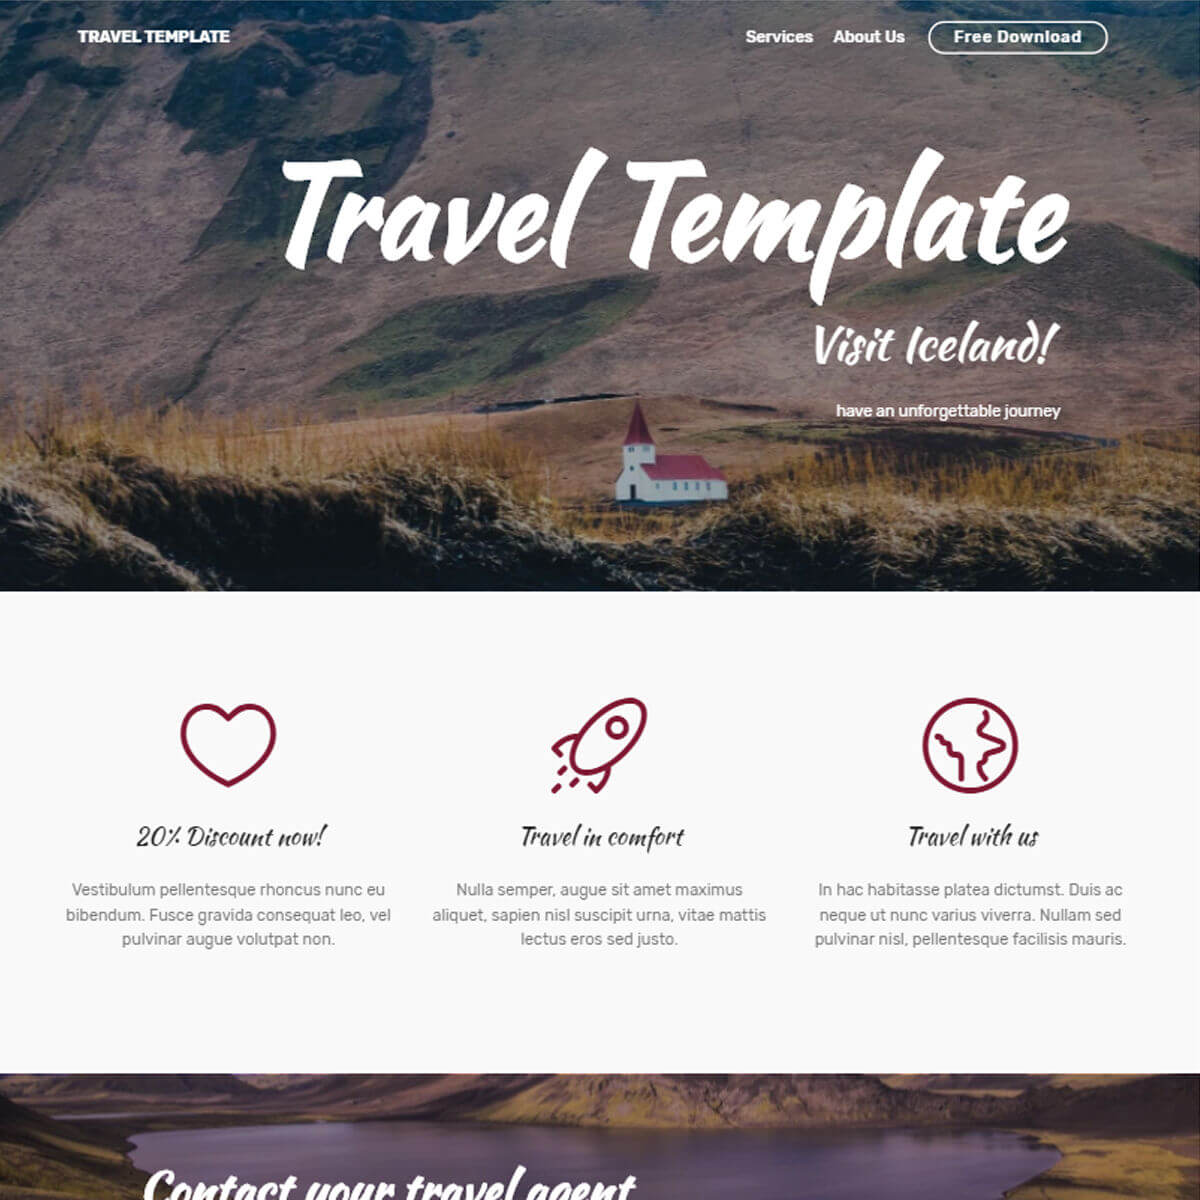 TRAVEL TEMPLATE
Services About Us Free Download
Travel Template
Visit Iceland!
have an unforgettable journey
20% Discount now!
Vestibulum pellentesque rhoncus nunc eu
bibendum. Fusce gravida consequat leo, vel
pulvinar augue volutpat non.
Travel in comfort
Nulla semper, augue sit amet maximus
aliquet, sapien nisl suscipit urna, vitae mattis
lectus eros sed justo.
Travel with us
In hac habitasse platea dictumst. Duis ac
neque ut nunc varius viverra. Nullam sed
pulvinar nisl, pellentesque facilisis mauris.
Contact your travel agent